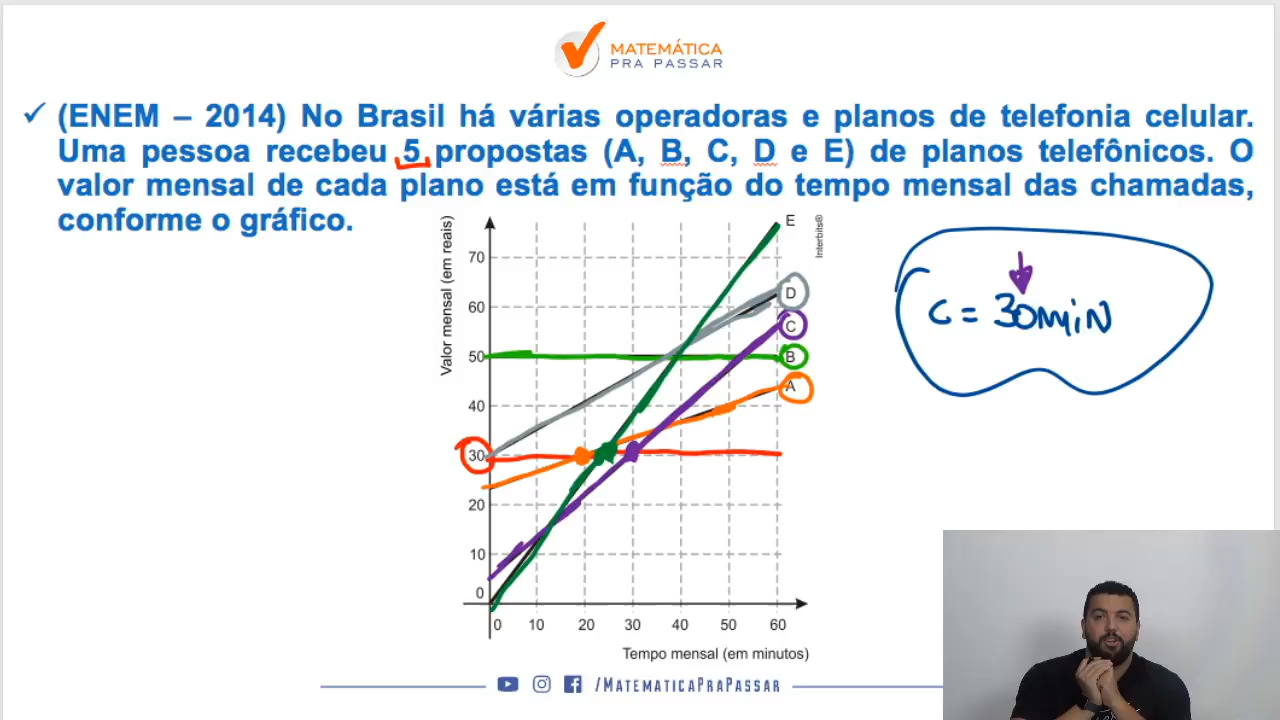 MATEMÁTICA
PRA PASSAR
✓ (ENEM – 2014) No Brasil há várias operadoras e planos de telefonia celular.
Uma pessoa recebeu 5 propostas (A, B, C, D e E) de planos telefônicos. O
valor mensal de cada plano está em função do tempo mensal das chamadas,
conforme o gráfico.
Valor mensal (em reais)
70
60
50
40
30
20
10
0
E
D
C
B
A
Interbits®
0 10 20 30 40 50 60
Tempo mensal (em minutos)
C = 30min
/MatematicaPraPassar